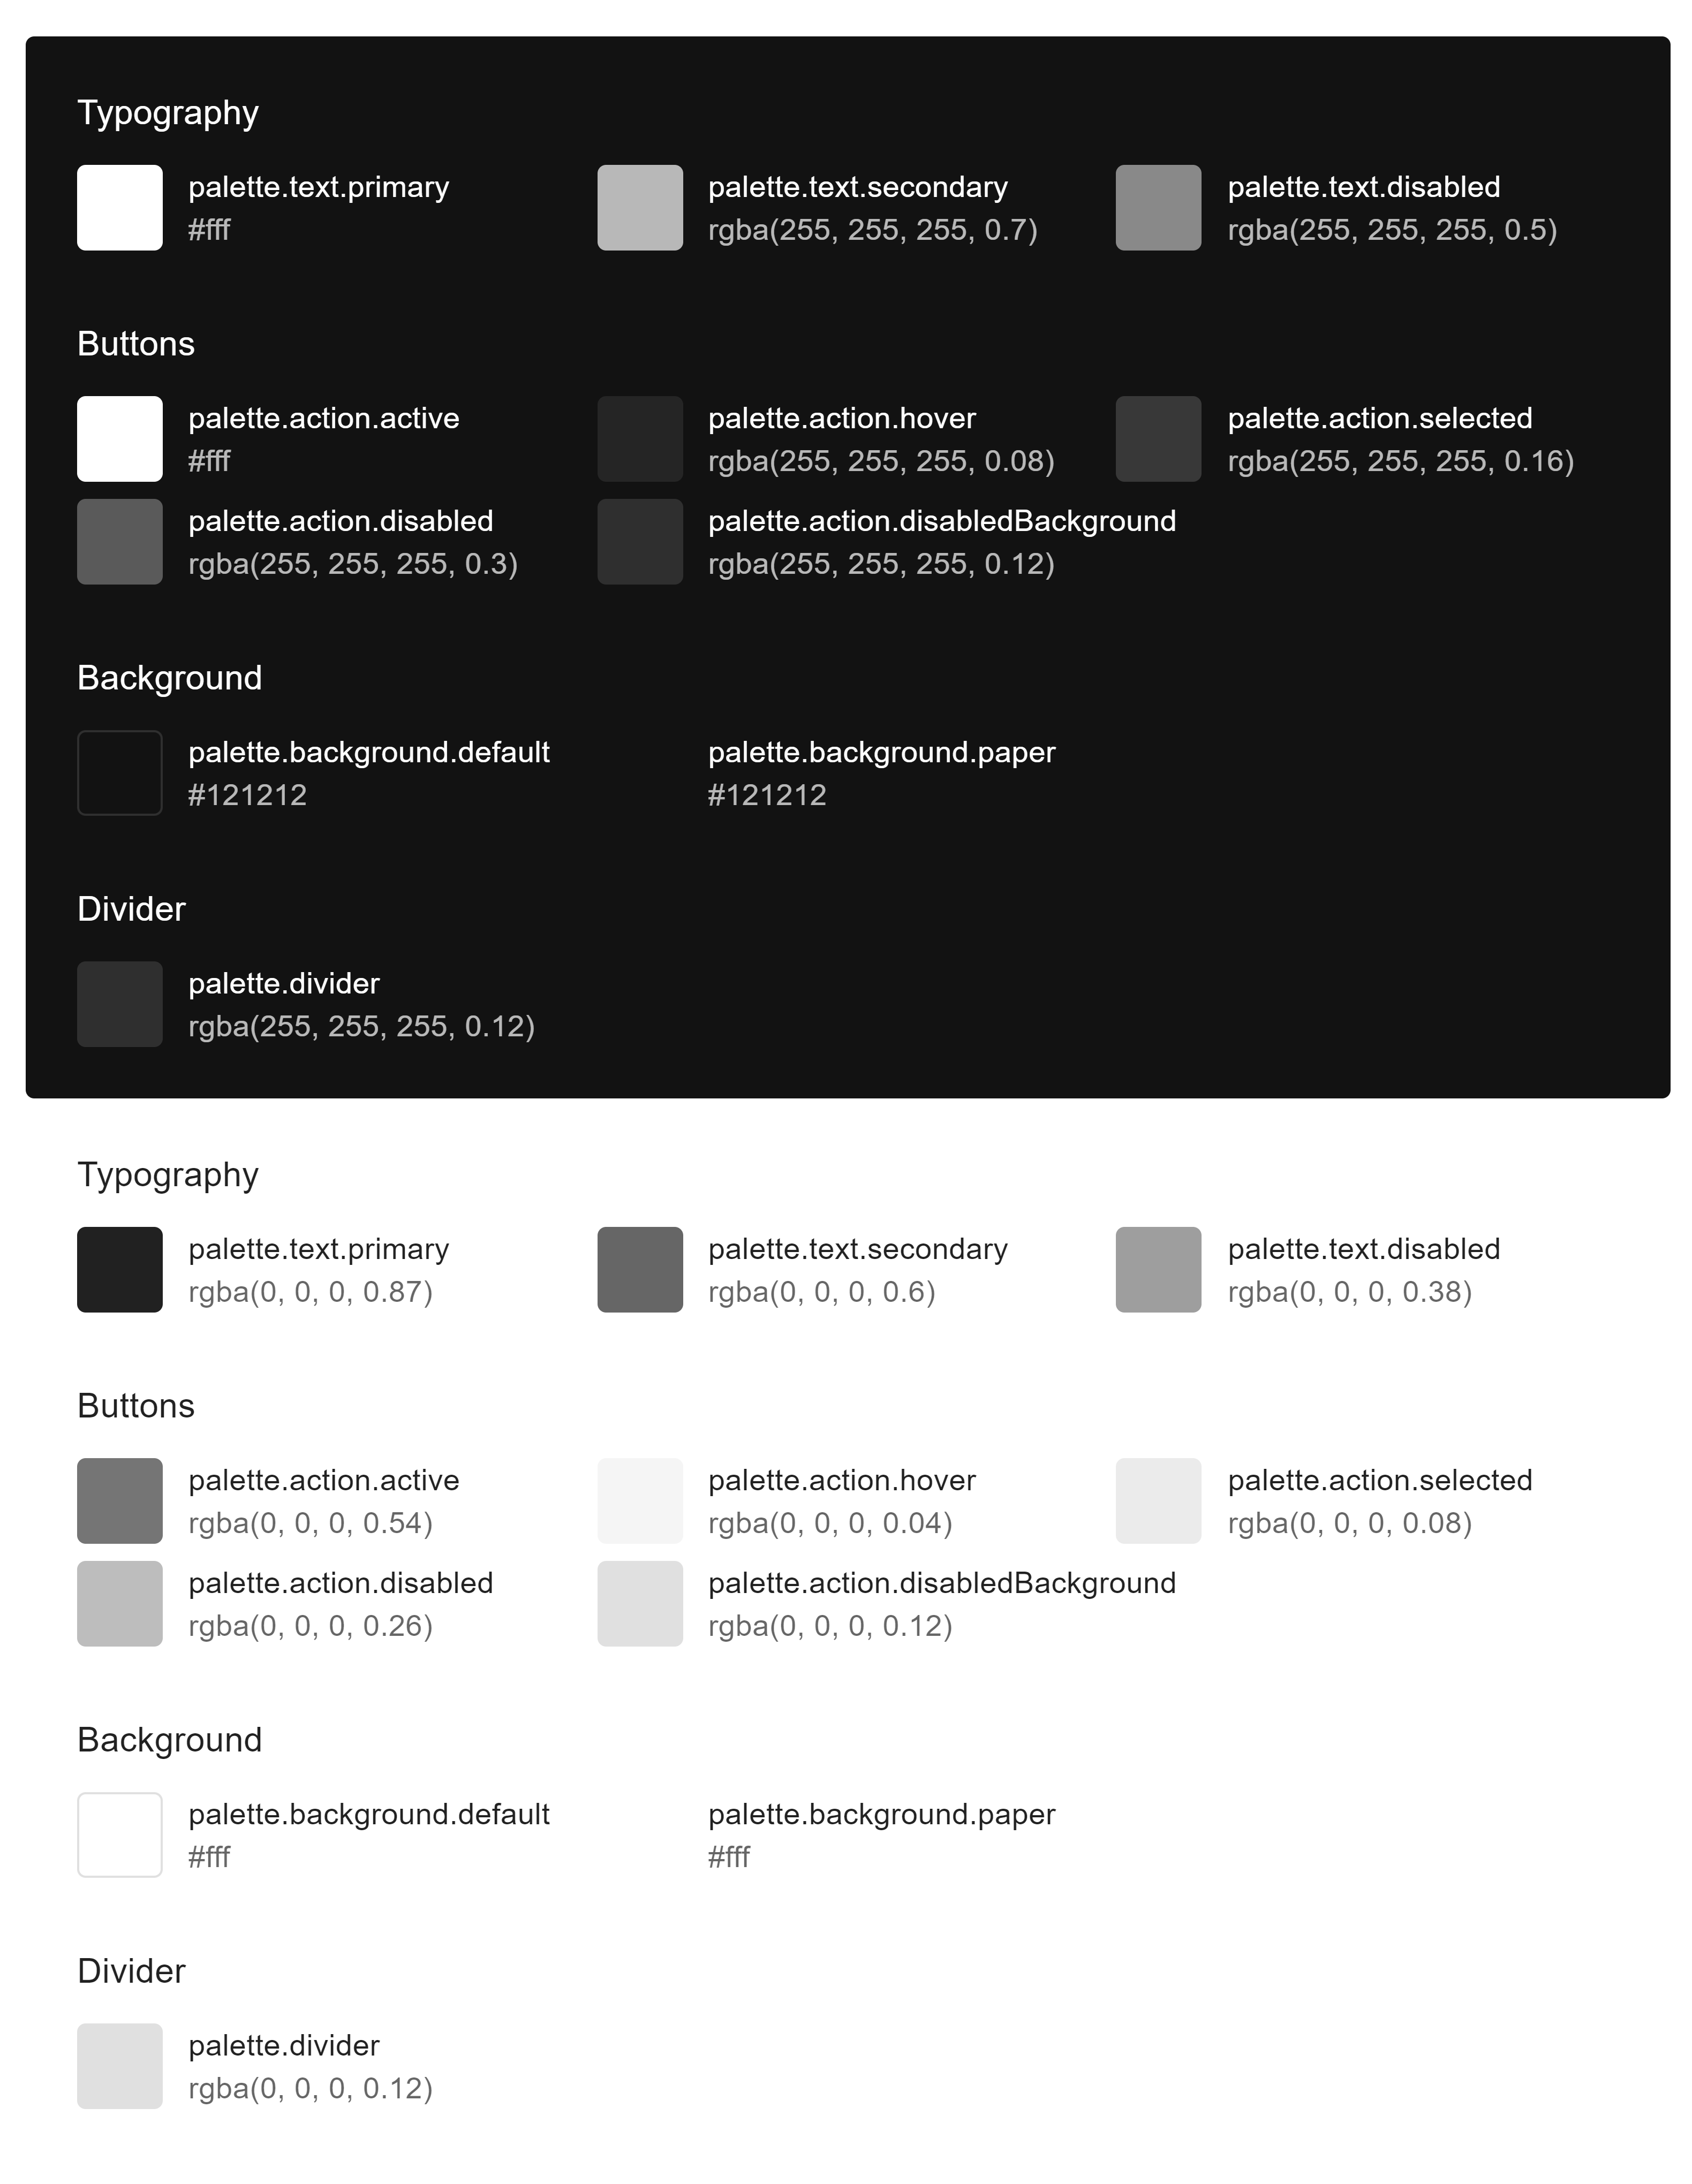 Typography
palette.text.primary
#fff
palette.text.secondary
rgba(255, 255, 255, 0.7)
palette.text.disabled
rgba(255, 255, 255, 0.5)
Buttons
palette.action.active
#fff
palette.action.hover
rgba(255, 255, 255, 0.08)
palette.action.selected
rgba(255, 255, 255, 0.16)
palette.action.disabled
rgba(255, 255, 255, 0.3)
palette.action.disabledBackground
rgba(255, 255, 255, 0.12)
Background
palette.background.default
#121212
palette.background.paper
#121212
Divider
palette.divider
rgba(255, 255, 255, 0.12)
Typography
palette.text.primary
rgba(0, 0, 0, 0.87)
palette.text.secondary
rgba(0, 0, 0, 0.6)
palette.text.disabled
rgba(0, 0, 0, 0.38)
Buttons
palette.action.active
rgba(0, 0, 0, 0.54)
palette.action.hover
rgba(0, 0, 0, 0.04)
palette.action.selected
rgba(0, 0, 0, 0.08)
palette.action.disabled
rgba(0, 0, 0, 0.26)
palette.action.disabledBackground
rgba(0, 0, 0, 0.12)
Background
palette.background.default
#fff
palette.background.paper
#fff
Divider
palette.divider
rgba(0, 0, 0, 0.12)